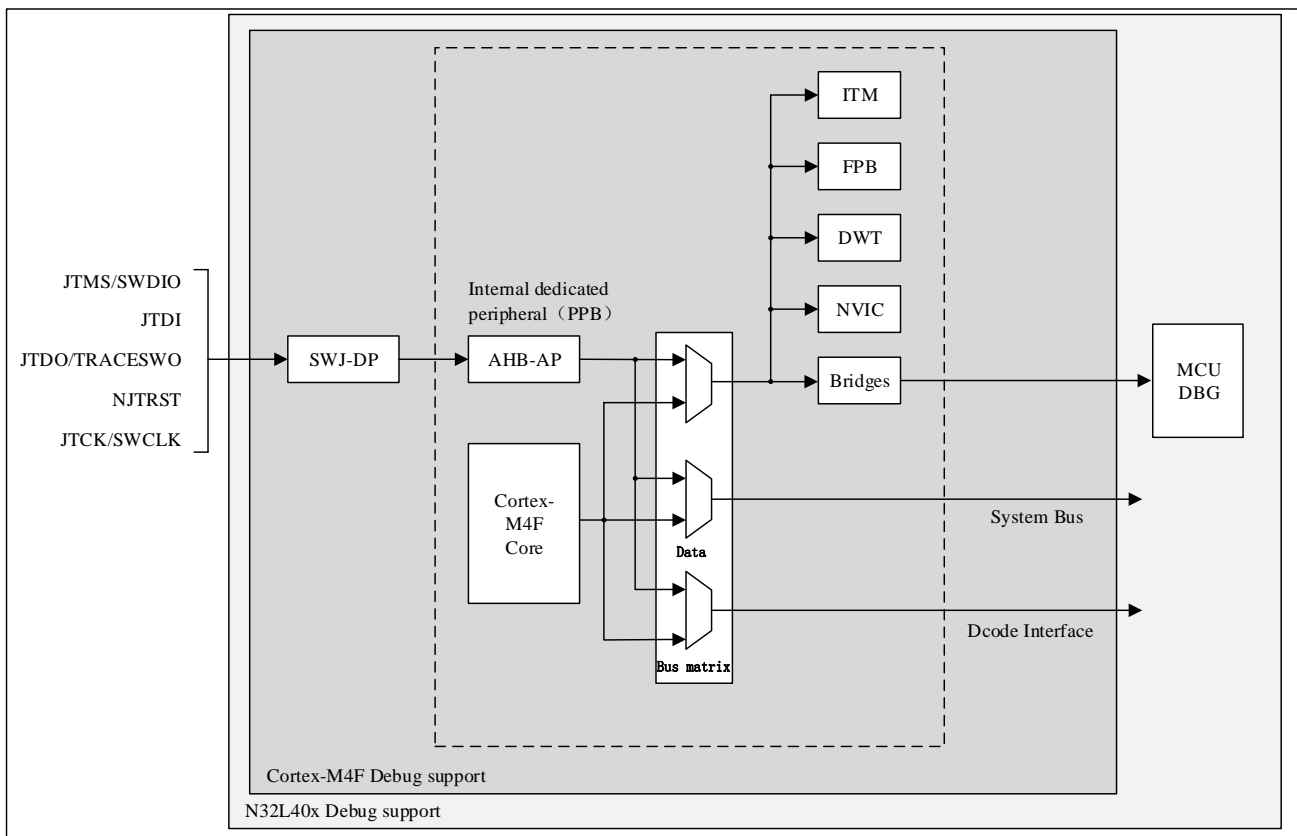 ITM
FPB
DWT
NVIC
Bridges
JTMS/SWDIO
JTDI
JTDO/TRACESWO
NJTRST
JTCK/SWCLK
SWJ-DP
Internal dedicated
peripheral（PPB）
AHB-AP
Cortex-
M4F
Core
Data
Bus matrix
MCU
DBG
System Bus
Dcode Interface
Cortex-M4F Debug support
N32L40x Debug support